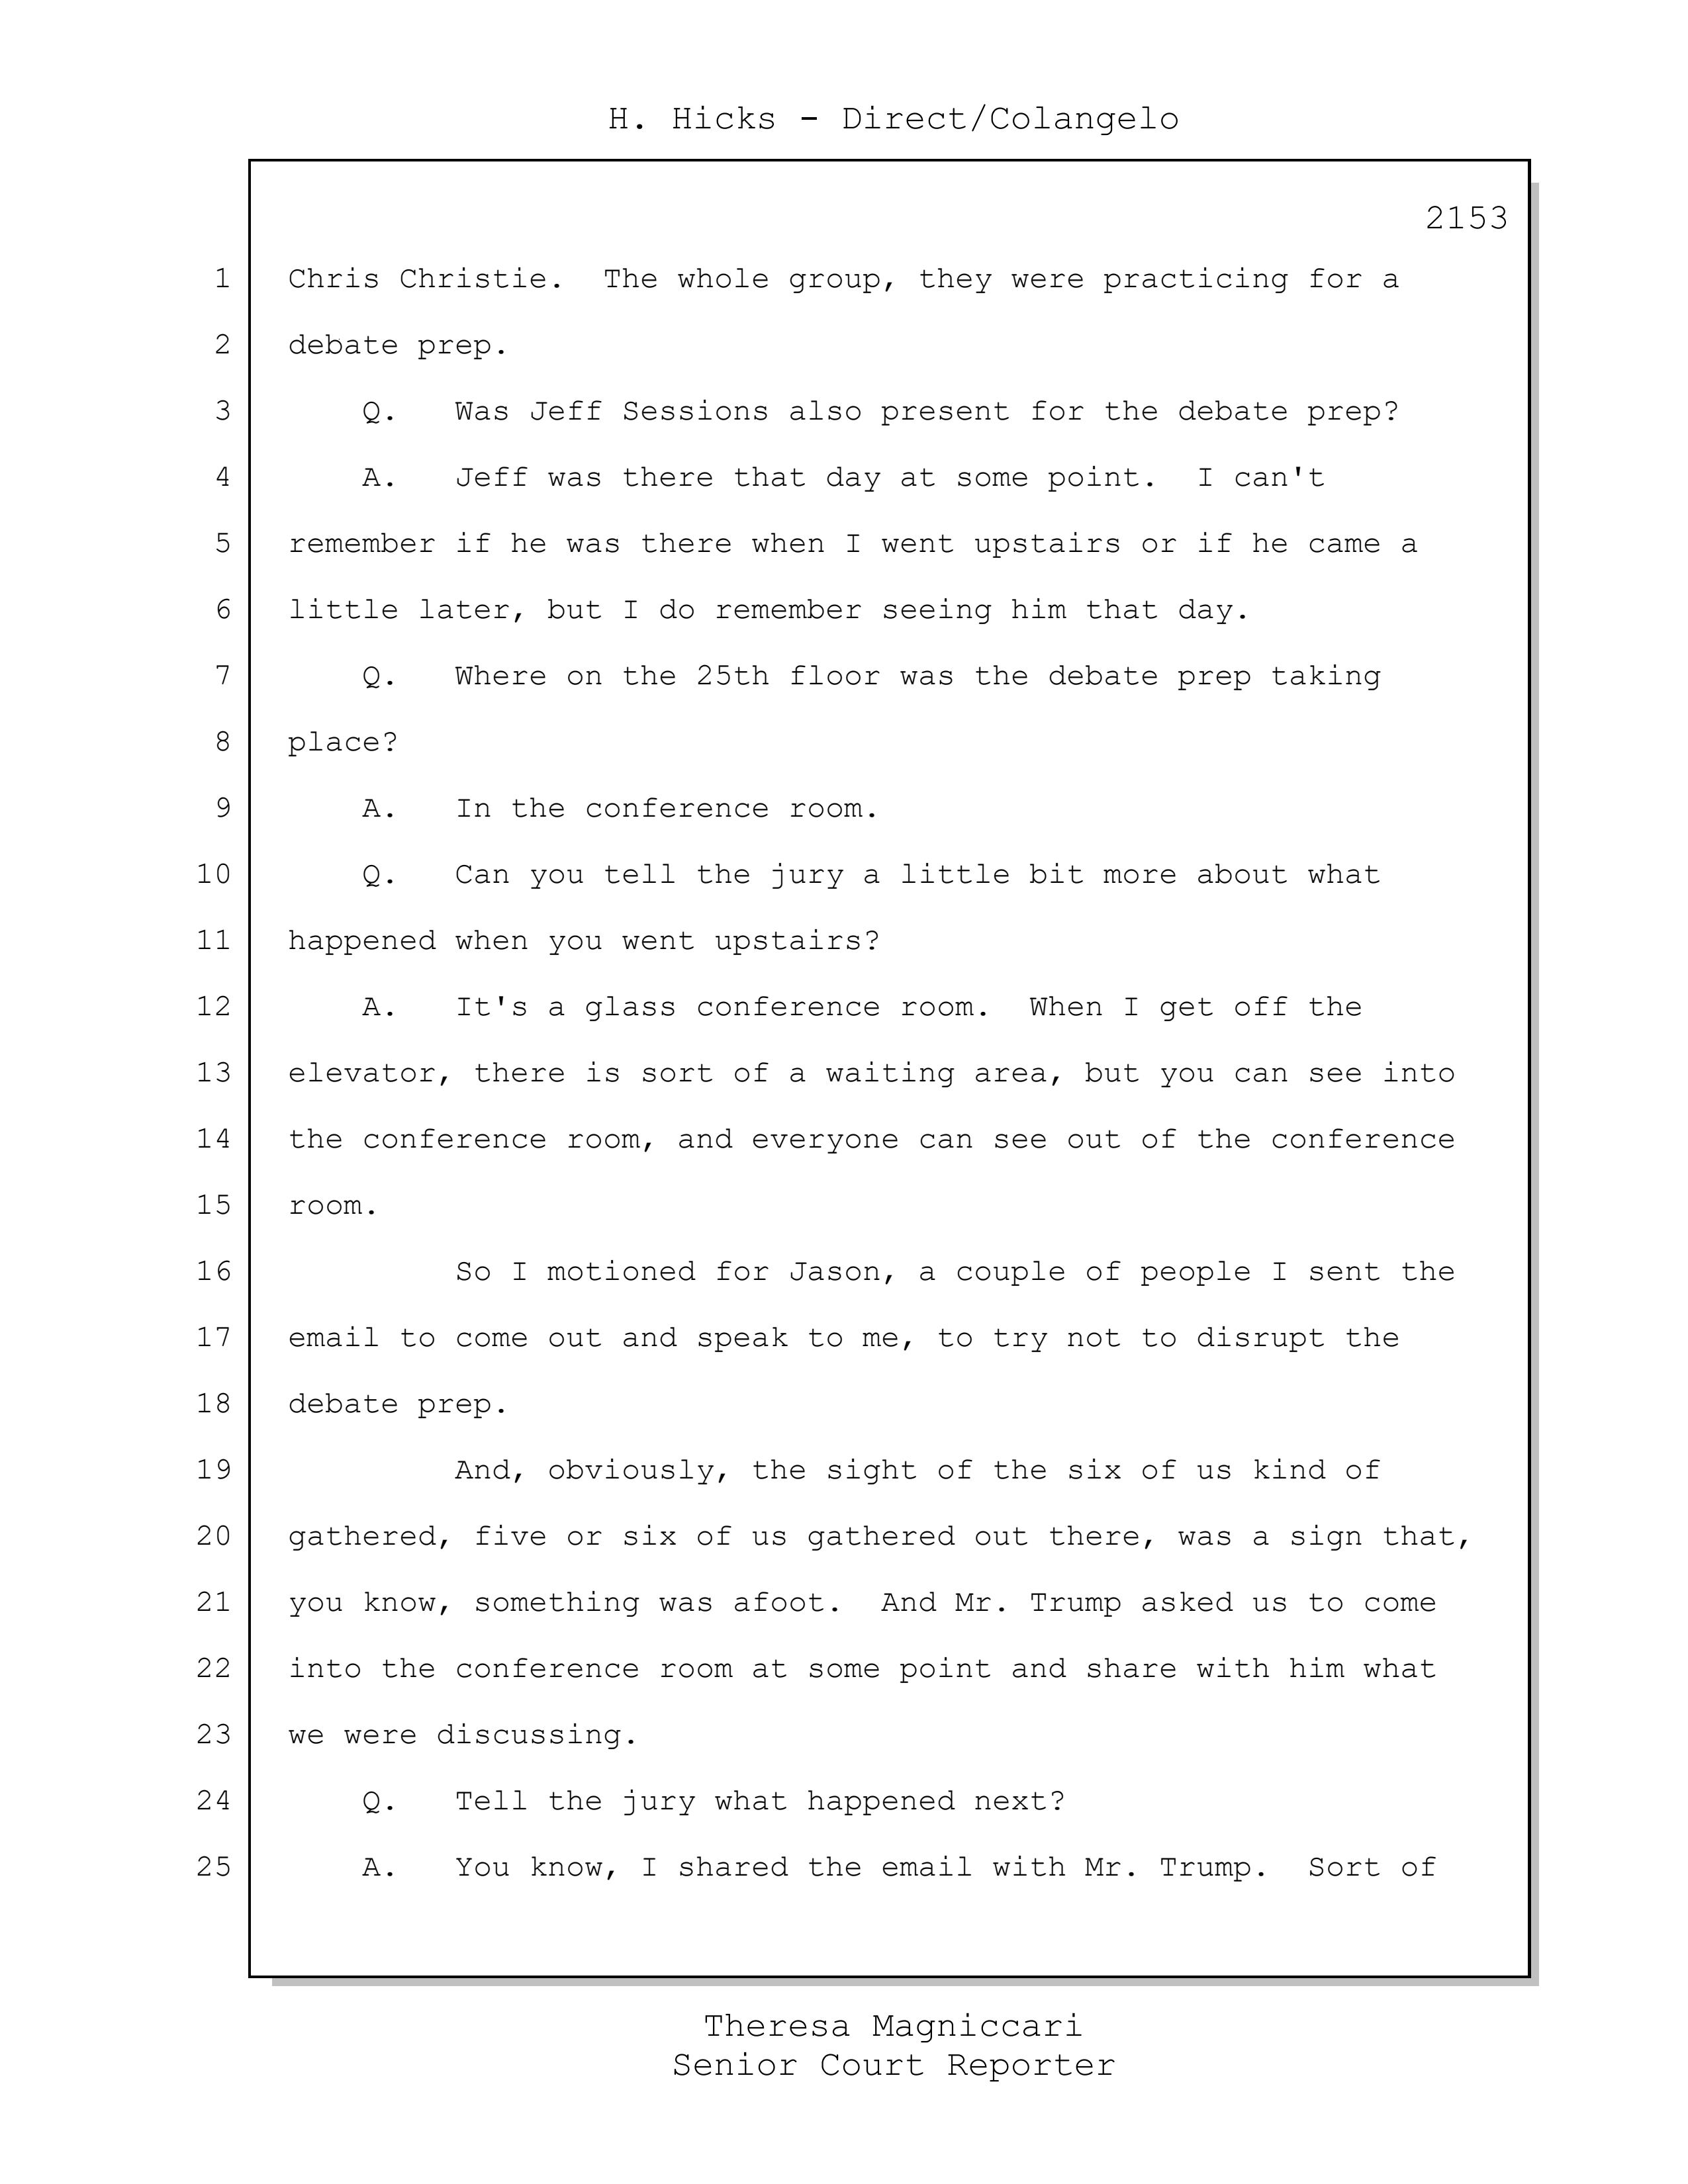 H. Hicks - Direct/Colangelo
2153
1 Chris Christie.  The whole group, they were practicing for a
2 debate prep.
3 Q. Was Jeff Sessions also present for the debate prep?
4 A. Jeff was there that day at some point.  I can't
5 remember if he was there when I went upstairs or if he came a
6 little later, but I do remember seeing him that day.
7 Q. Where on the 25th floor was the debate prep taking
8 place?
9 A. In the conference room.
10 Q. Can you tell the jury a little bit more about what
11 happened when you went upstairs?
12 A. It's a glass conference room.  When I get off the
13 elevator, there is sort of a waiting area, but you can see into
14 the conference room, and everyone can see out of the conference
15 room.
16 So I motioned for Jason, a couple of people I sent the
17 email to come out and speak to me, to try not to disrupt the
18 debate prep.
19 And, obviously, the sight of the six of us kind of
20 gathered, five or six of us gathered out there, was a sign that,
21 you know, something was afoot.  And Mr. Trump asked us to come
22 into the conference room at some point and share with him what
23 we were discussing.
24 Q. Tell the jury what happened next?
25 A. You know, I shared the email with Mr. Trump.  Sort of
Theresa Magniccari
Senior Court Reporter